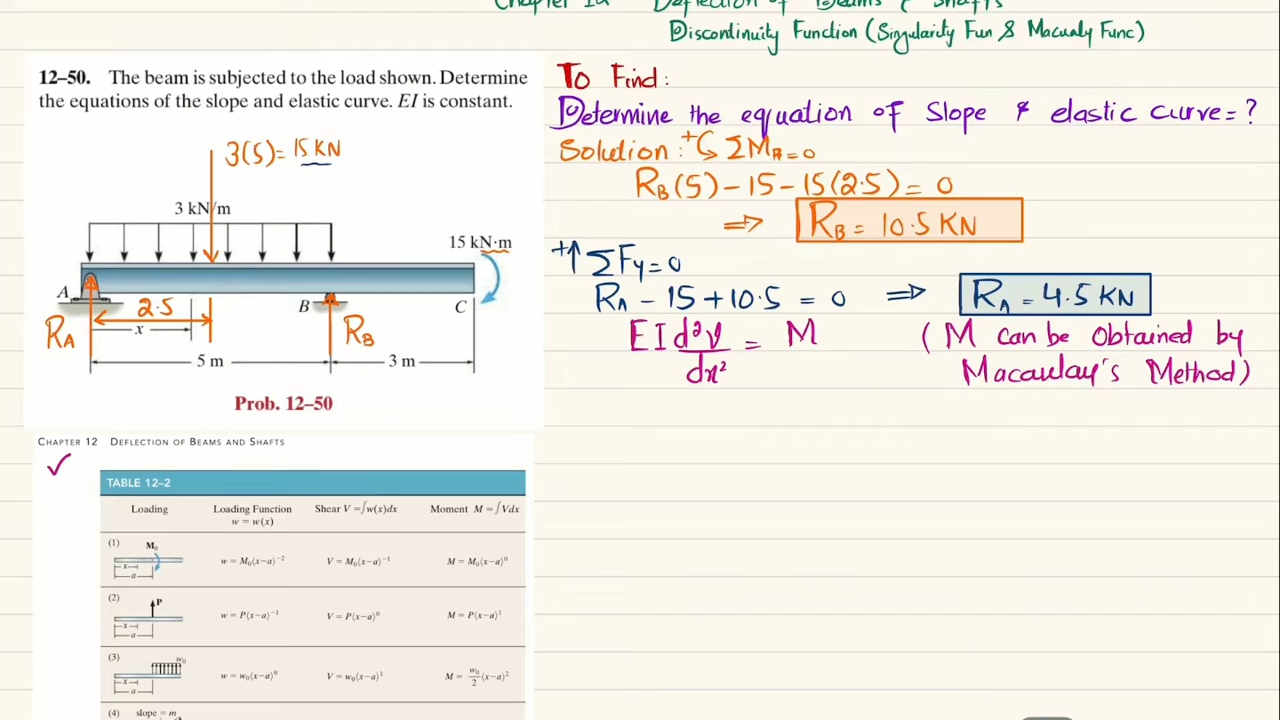 Chapter 12 Deflection of Beams & Shafts
Discontinuity Function (Singularity Fun & Macualy Func)
12–50. The beam is subjected to the load shown. Determine
the equations of the slope and elastic curve. EI is constant.
3(5) = 15 KN
3 kN/m
15 kN·m
A
B
C
2.5
x
RA
RB
5 m
3 m
Prob. 12–50
To Find:
Determine the equation of Slope & elastic curve = ?
Solution: + ΣMA = 0
RB(5) – 15 – 15(2.5) = 0
⇒ RB = 10.5 KN
+↑ ΣFy = 0
RA – 15 + 10.5 = 0 ⇒ RA = 4.5 KN
EI d²v/dx² = M (M can be Obtained by
Macaulay's Method)
CHAPTER 12 DEFLECTION OF BEAMS AND SHAFTS
TABLE 12–2
Loading Loading Function Shear V = ∫w(x)dx Moment M = ∫Vdx
w = w(x)
(1) M₀ x a w = M₀⟨x–a⟩⁻² V = M₀⟨x–a⟩⁻¹ M = M₀⟨x–a⟩⁰
(2) P x a w = P⟨x–a⟩⁻¹ V = P⟨x–a⟩⁰ M = P⟨x–a⟩¹
(3) w₀ x a w = w₀⟨x–a⟩⁰ V = w₀⟨x–a⟩¹ M = w₀/2⟨x–a⟩²
(4) slope = m